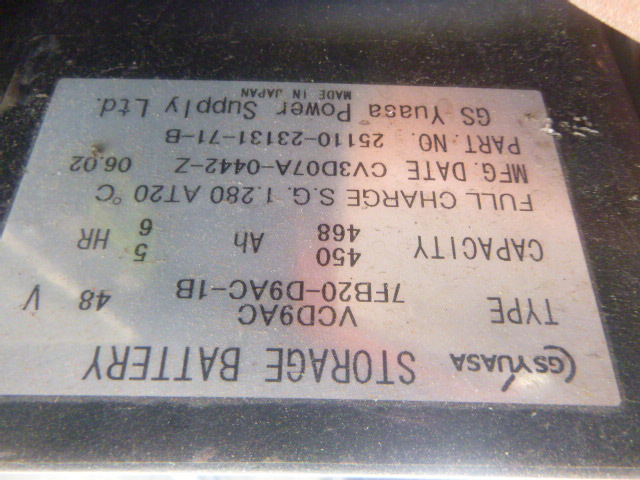 GS YUASA STORAGE BATTERY
TYPE VCD9AC
7FB20-D9AC-1B 48 V
CAPACITY 450 Ah 5 HR
468 6
FULL CHARGE S.G. 1.280 AT20 °C
MFG. DATE CV3D07A-0442-Z 06.02
PART. NO. 25110-23131-71-B
GS Yuasa Power Supply Ltd.
MADE IN JAPAN